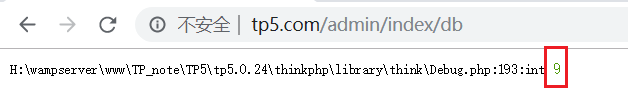 不安全 | tp5.com/admin/index/db
H:\wampserver\www\TP_note\TP5\tp5.0.24\thinkphp\library\think\Debug.php:193:int 9